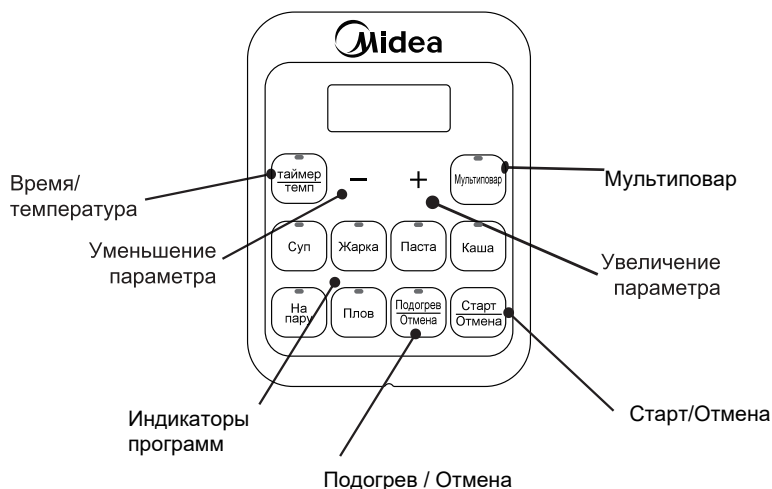 Midea
таймер
темп
−
+
Мультиповар
Время/
температура
Мультиповар
Уменьшение
параметра
Суп
Жарка
Паста
Каша
Увеличение
параметра
На
пару
Плов
Подогрев
Отмена
Старт
Отмена
Индикаторы
программ
Старт/Отмена
Подогрев / Отмена